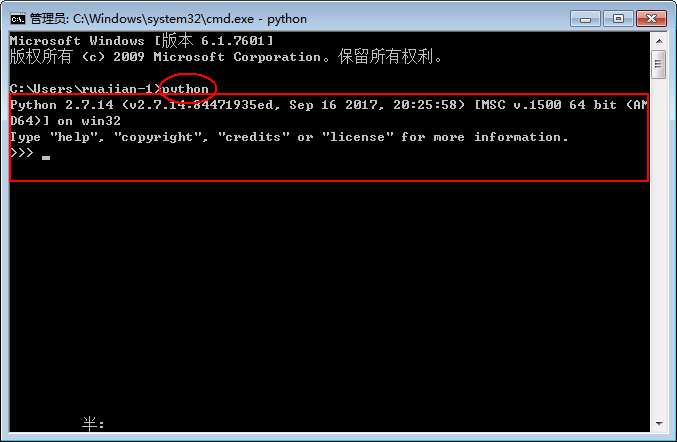 管理员: C:\Windows\system32\cmd.exe - python
Microsoft Windows [版本 6.1.7601]
版权所有 (c) 2009 Microsoft Corporation。保留所有权利。
C:\Users\ruajian-1>python
Python 2.7.14 (v2.7.14:84471935ed, Sep 16 2017, 20:25:58) [MSC v.1500 64 bit (AM
D64)] on win32
Type "help", "copyright", "credits" or "license" for more information.
>>>
半: